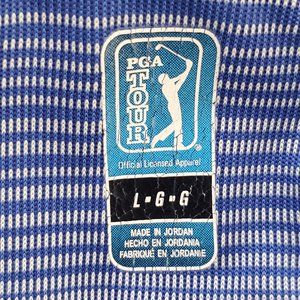 PGA
TOUR
®
Official Licensed Apparel
L•G•G
MADE IN JORDAN
HECHO EN JORDANIA
FABRIQUÉ EN JORDANIE